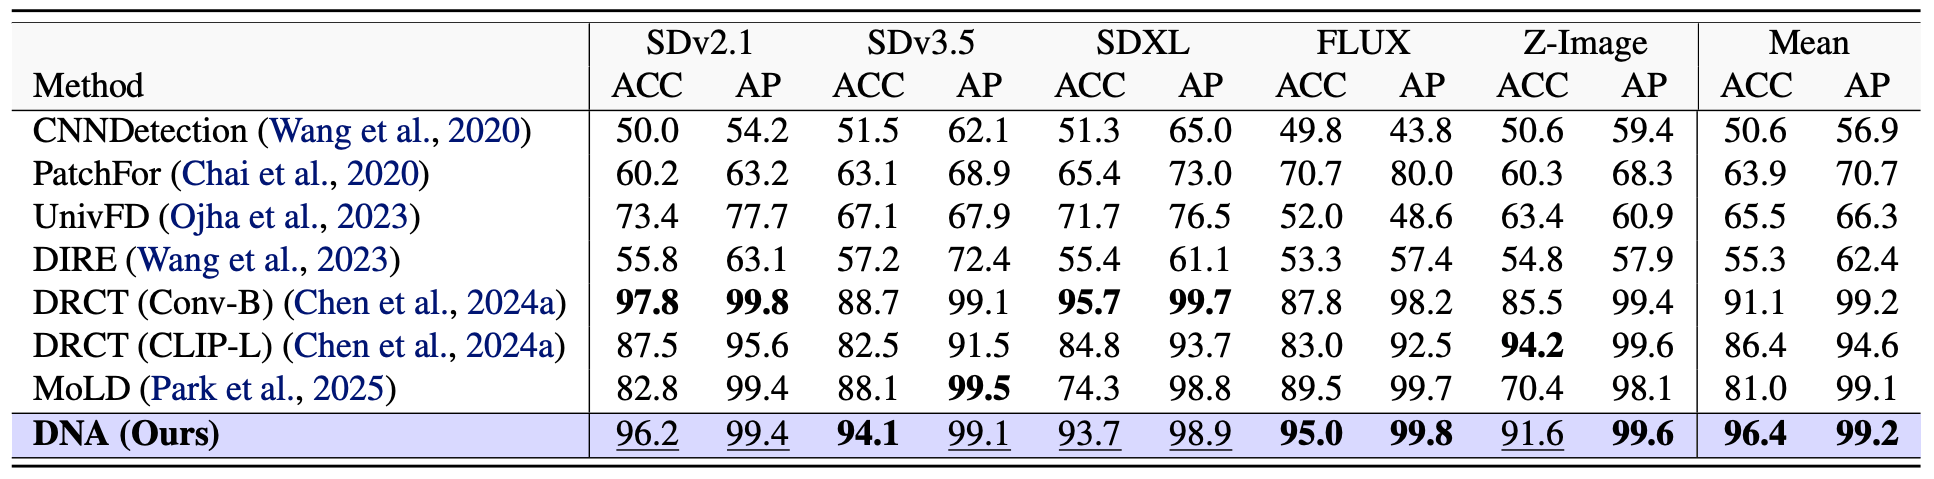 SDv2.1 SDv3.5 SDXL FLUX Z-Image Mean
Method ACC AP ACC AP ACC AP ACC AP ACC AP ACC AP
CNNDetection (Wang et al., 2020) 50.0 54.2 51.5 62.1 51.3 65.0 49.8 43.8 50.6 59.4 50.6 56.9
PatchFor (Chai et al., 2020) 60.2 63.2 63.1 68.9 65.4 73.0 70.7 80.0 60.3 68.3 63.9 70.7
UnivFD (Ojha et al., 2023) 73.4 77.7 67.1 67.9 71.7 76.5 52.0 48.6 63.4 60.9 65.5 66.3
DIRE (Wang et al., 2023) 55.8 63.1 57.2 72.4 55.4 61.1 53.3 57.4 54.8 57.9 55.3 62.4
DRCT (Conv-B) (Chen et al., 2024a) 97.8 99.8 88.7 99.1 95.7 99.7 87.8 98.2 85.5 99.4 91.1 99.2
DRCT (CLIP-L) (Chen et al., 2024a) 87.5 95.6 82.5 91.5 84.8 93.7 83.0 92.5 94.2 99.6 86.4 94.6
MoLD (Park et al., 2025) 82.8 99.4 88.1 99.5 74.3 98.8 89.5 99.7 70.4 98.1 81.0 99.1
DNA (Ours) 96.2 99.4 94.1 99.1 93.7 98.9 95.0 99.8 91.6 99.6 96.4 99.2